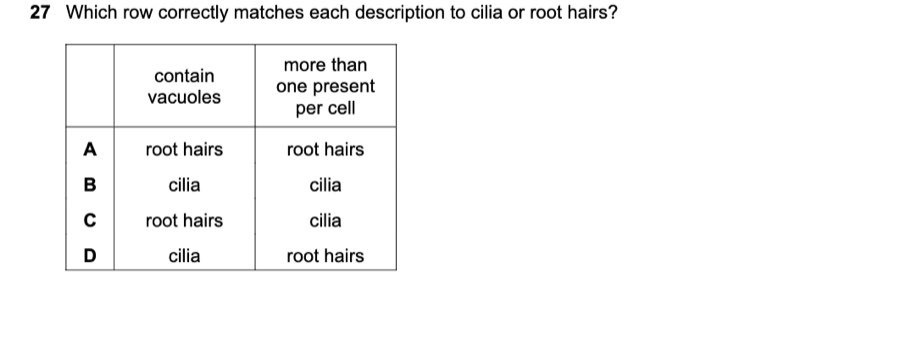 27 Which row correctly matches each description to cilia or root hairs?
contain
vacuoles
more than
one present
per cell
A root hairs root hairs
B cilia cilia
C root hairs cilia
D cilia root hairs